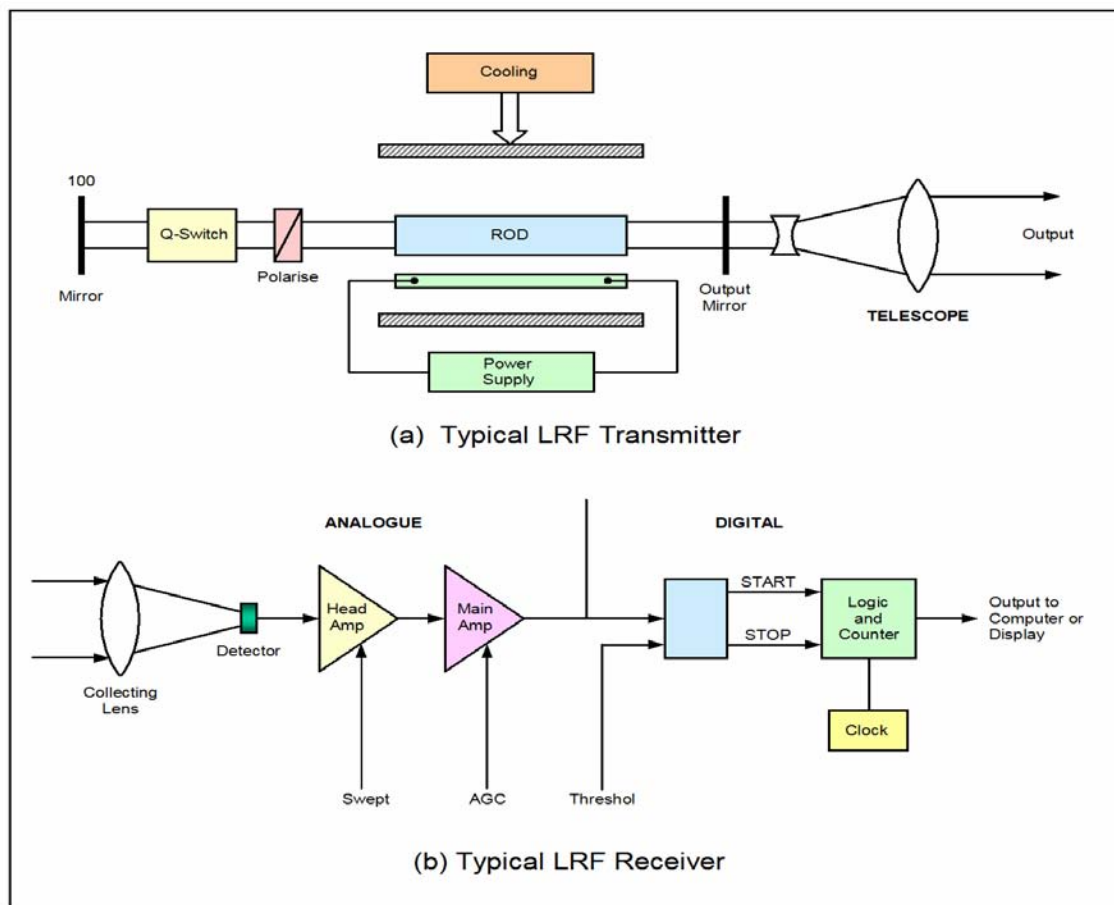 Cooling
100
Q-Switch
ROD
Output
Polarise
Mirror
Output
Mirror
TELESCOPE
Power
Supply
(a) Typical LRF Transmitter
ANALOGUE
DIGITAL
START
Head
Amp
Main
Amp
Logic
and
Counter
Output to
Computer or
Display
STOP
Detector
Collecting
Lens
Clock
Swept
AGC
Threshol
(b) Typical LRF Receiver